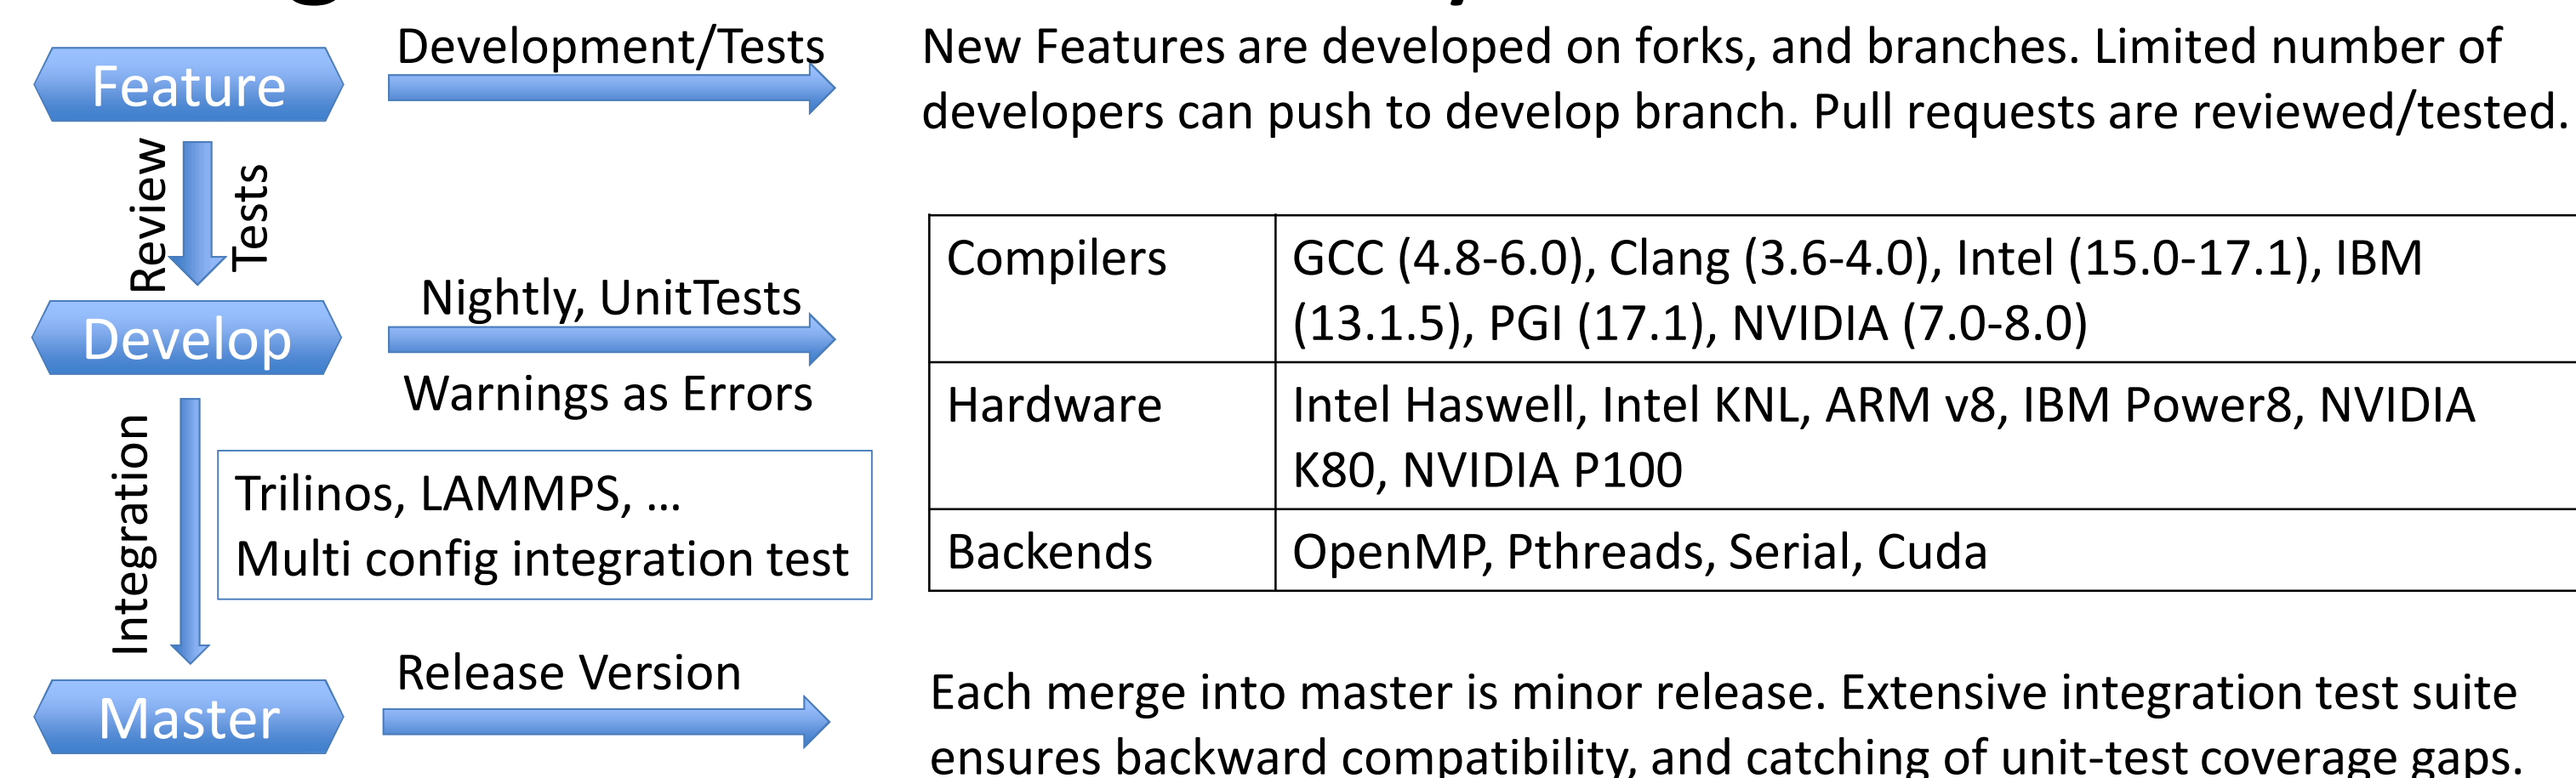 Feature
Development/Tests
New Features are developed on forks, and branches. Limited number of
developers can push to develop branch. Pull requests are reviewed/tested.
Review
Tests
Develop
Nightly, UnitTests
Warnings as Errors
Compilers
GCC (4.8-6.0), Clang (3.6-4.0), Intel (15.0-17.1), IBM
(13.1.5), PGI (17.1), NVIDIA (7.0-8.0)
Hardware
Intel Haswell, Intel KNL, ARM v8, IBM Power8, NVIDIA
K80, NVIDIA P100
Backends
OpenMP, Pthreads, Serial, Cuda
Integration
Trilinos, LAMMPS, …
Multi config integration test
Master
Release Version
Each merge into master is minor release. Extensive integration test suite
ensures backward compatibility, and catching of unit-test coverage gaps.